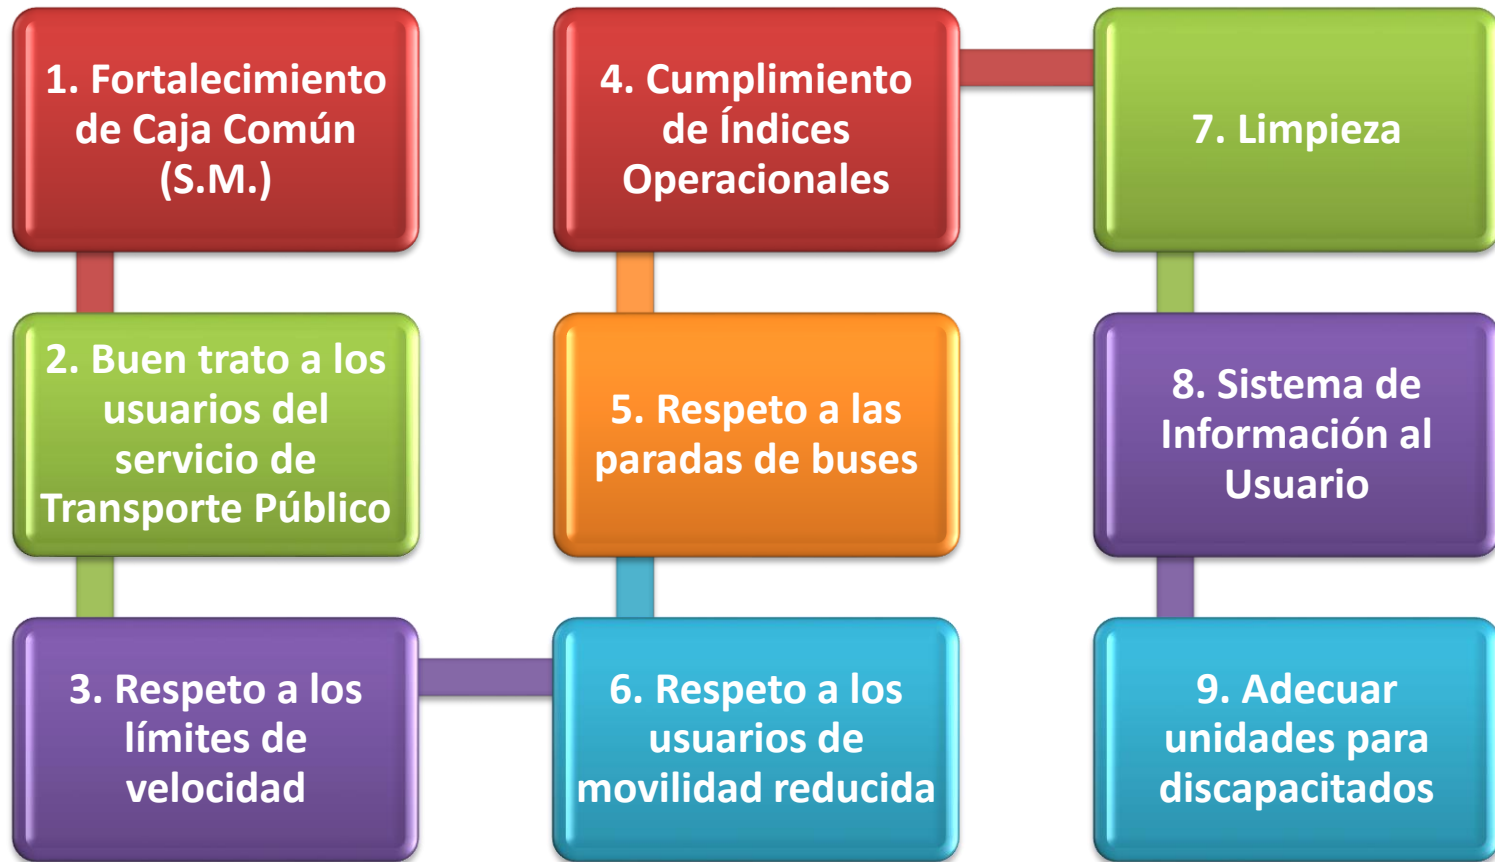 1. Fortalecimiento
de Caja Común
(S.M.)
2. Buen trato a los
usuarios del
servicio de
Transporte Público
3. Respeto a los
límites de
velocidad
4. Cumplimiento
de Índices
Operacionales
5. Respeto a las
paradas de buses
6. Respeto a los
usuarios de
movilidad reducida
7. Limpieza
8. Sistema de
Información al
Usuario
9. Adecuar
unidades para
discapacitados